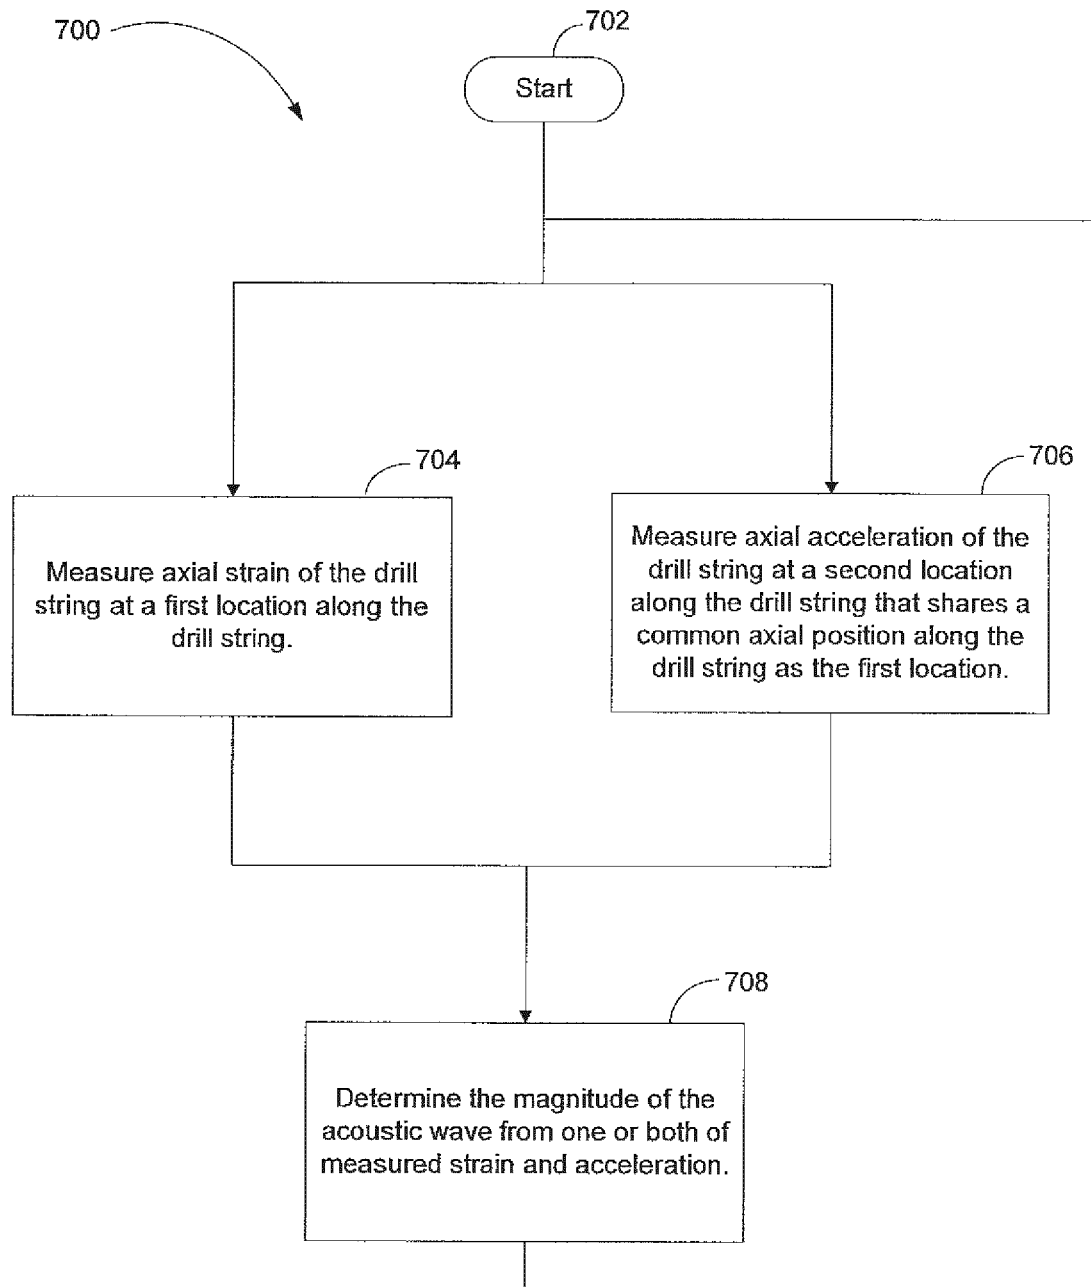 700
702
Start
704
Measure axial strain of the drill
string at a first location along the
drill string.
706
Measure axial acceleration of the
drill string at a second location
along the drill string that shares a
common axial position along the
drill string as the first location.
708
Determine the magnitude of the
acoustic wave from one or both of
measured strain and acceleration.